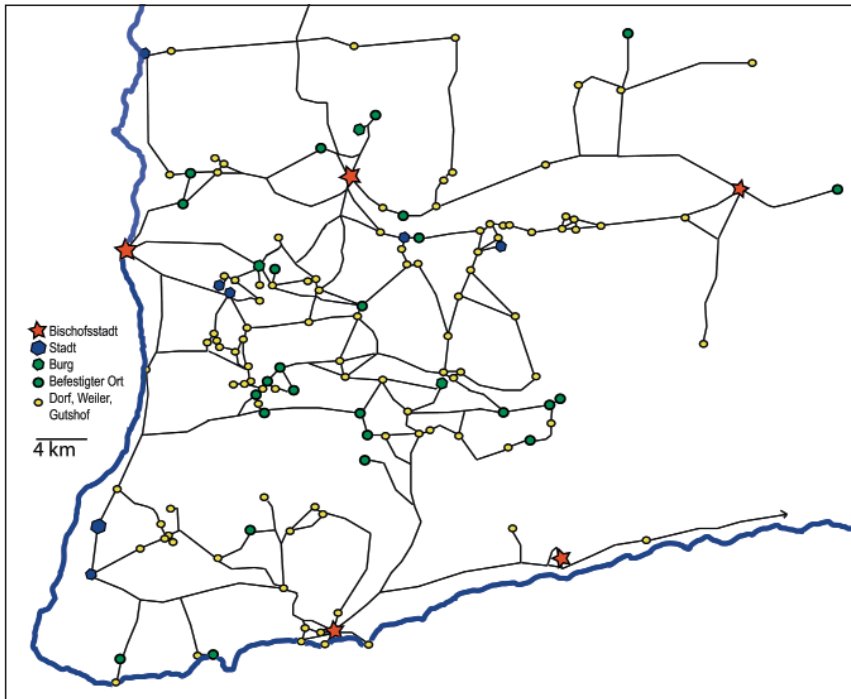 Bischofsstadt
Stadt
Burg
Befestigter Ort
Dorf, Weiler,
Gutshof
4 km